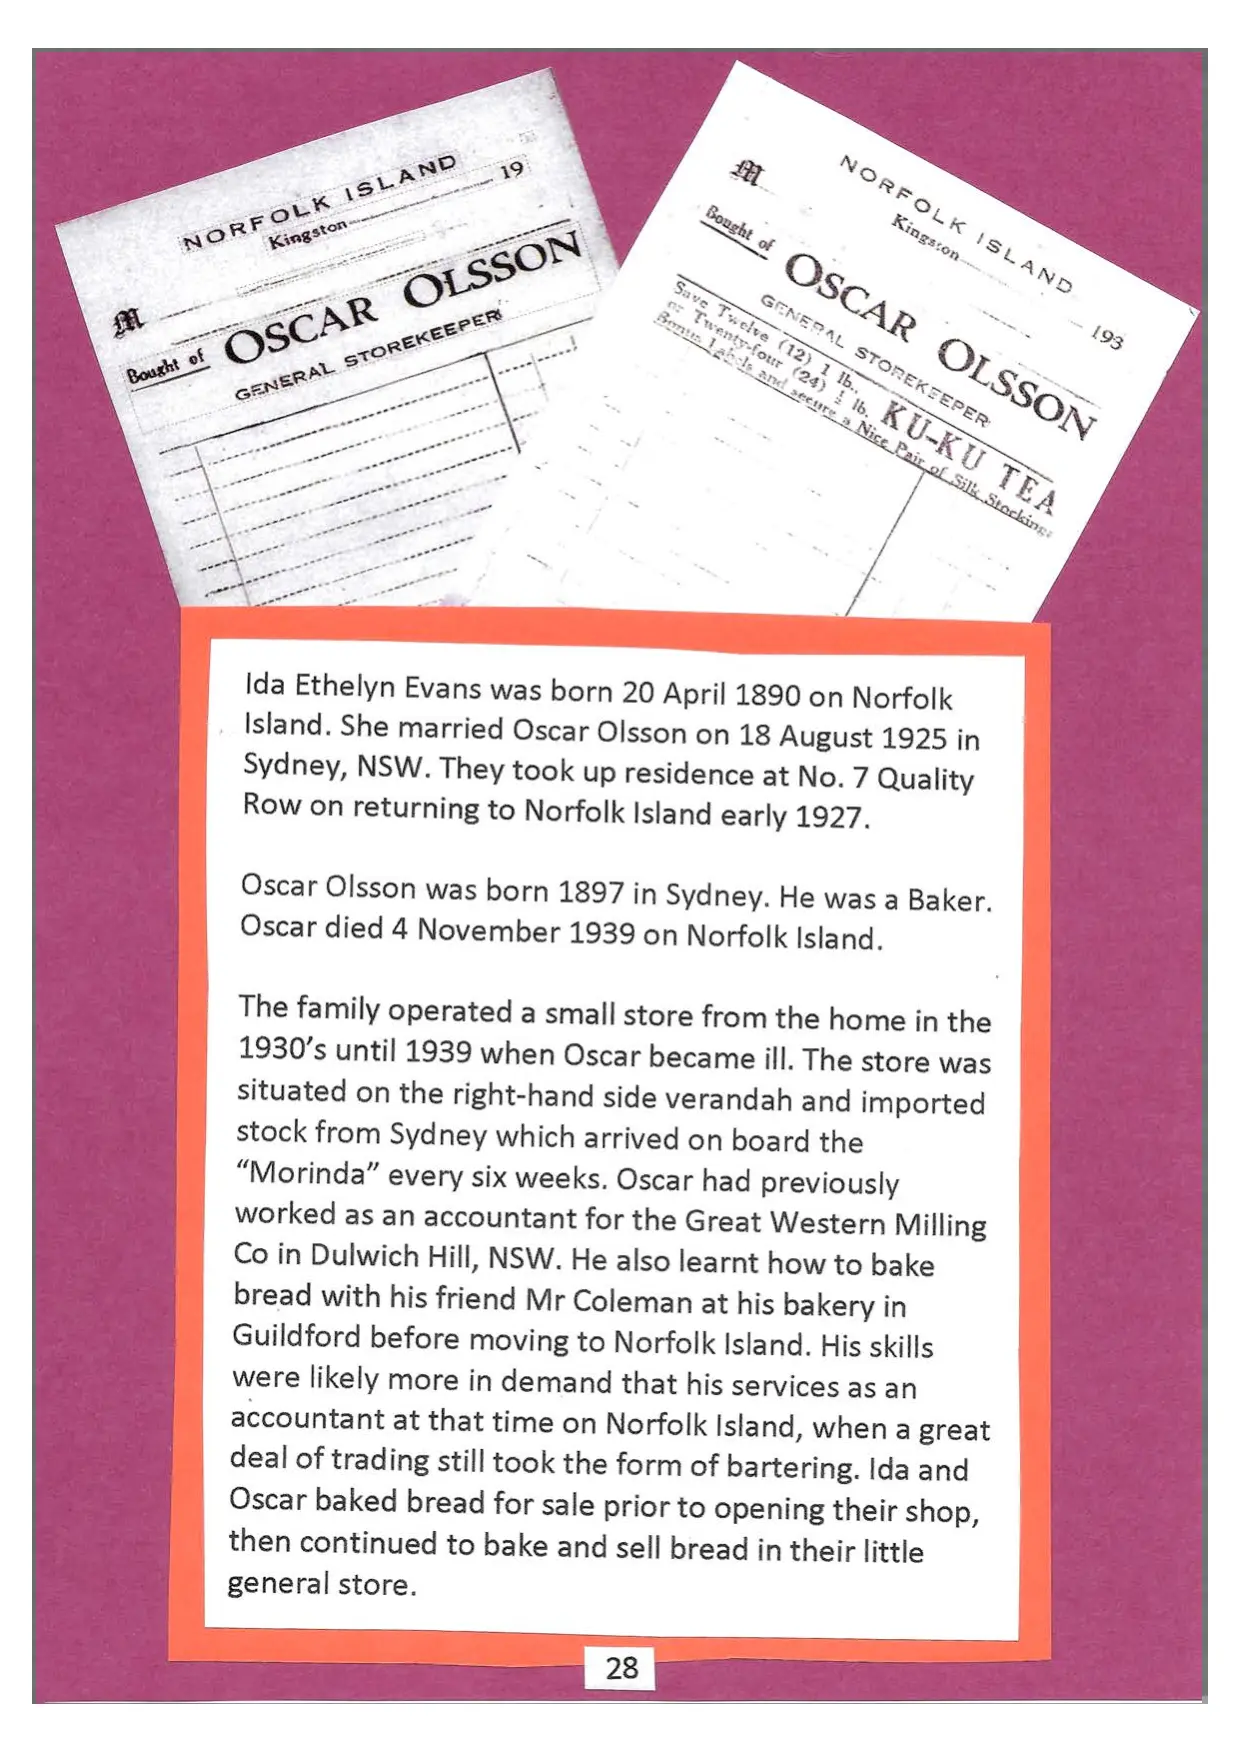 NORFOLK ISLAND
Kingston 19
M
Bought of OSCAR OLSSON
GENERAL STOREKEEPER
NORFOLK ISLAND
Kingston 193
M
Bought of OSCAR OLSSON
GENERAL STOREKEEPER
Save Twelve (12) 1 lb.
or Twenty-four (24) ½ lb. KU-KU TEA
Bonus Labels and secure a Nice Pair of Silk Stockings
Ida Ethelyn Evans was born 20 April 1890 on Norfolk
Island. She married Oscar Olsson on 18 August 1925 in
Sydney, NSW. They took up residence at No. 7 Quality
Row on returning to Norfolk Island early 1927.
Oscar Olsson was born 1897 in Sydney. He was a Baker.
Oscar died 4 November 1939 on Norfolk Island.
The family operated a small store from the home in the
1930’s until 1939 when Oscar became ill. The store was
situated on the right-hand side verandah and imported
stock from Sydney which arrived on board the
“Morinda” every six weeks. Oscar had previously
worked as an accountant for the Great Western Milling
Co in Dulwich Hill, NSW. He also learnt how to bake
bread with his friend Mr Coleman at his bakery in
Guildford before moving to Norfolk Island. His skills
were likely more in demand that his services as an
accountant at that time on Norfolk Island, when a great
deal of trading still took the form of bartering. Ida and
Oscar baked bread for sale prior to opening their shop,
then continued to bake and sell bread in their little
general store.
28